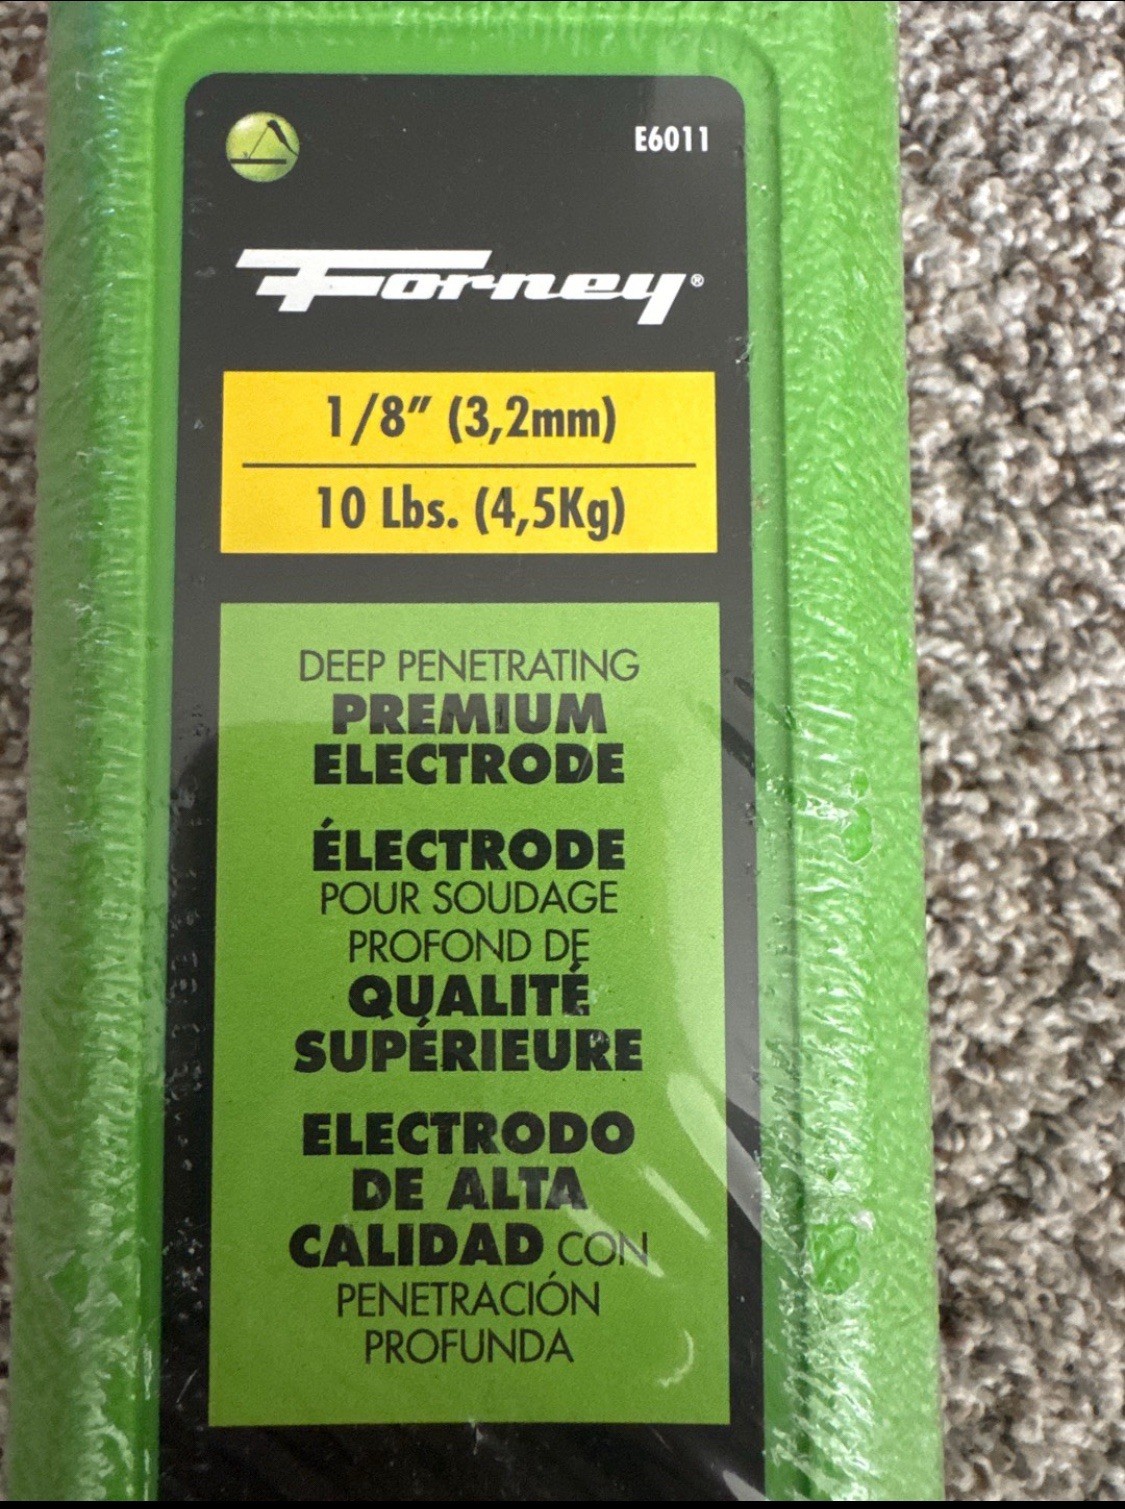 E6011
Forney®
1/8" (3,2mm)
10 Lbs. (4,5Kg)
DEEP PENETRATING
PREMIUM
ELECTRODE
ÉLECTRODE
POUR SOUDAGE
PROFOND DE
QUALITÉ
SUPÉRIEURE
ELECTRODO
DE ALTA
CALIDAD CON
PENETRACIÓN
PROFUNDA